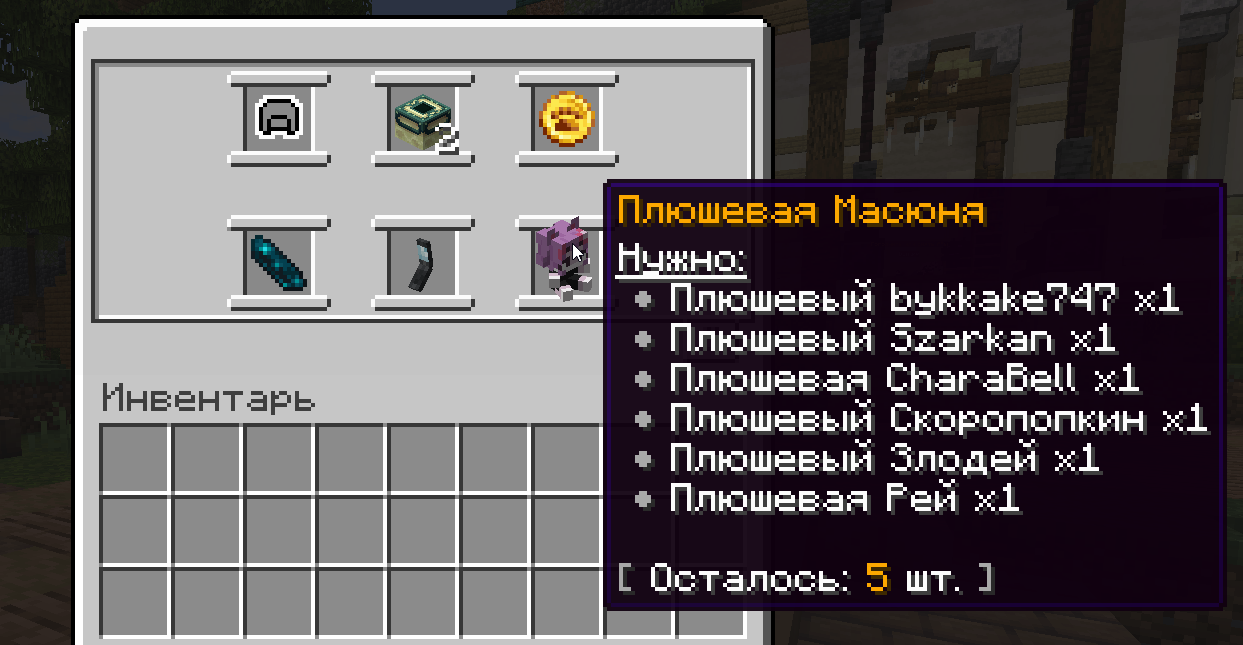 2
Плюшевая Масюня
Нужно:
• Плюшевый bykkake747 x1
• Плюшевый Szarkan x1
• Плюшевая CharaBell x1
• Плюшевый Скоропопкин x1
• Плюшевый Злодей x1
• Плюшевая Рей x1
[ Осталось: 5 шт. ]
Инвентарь